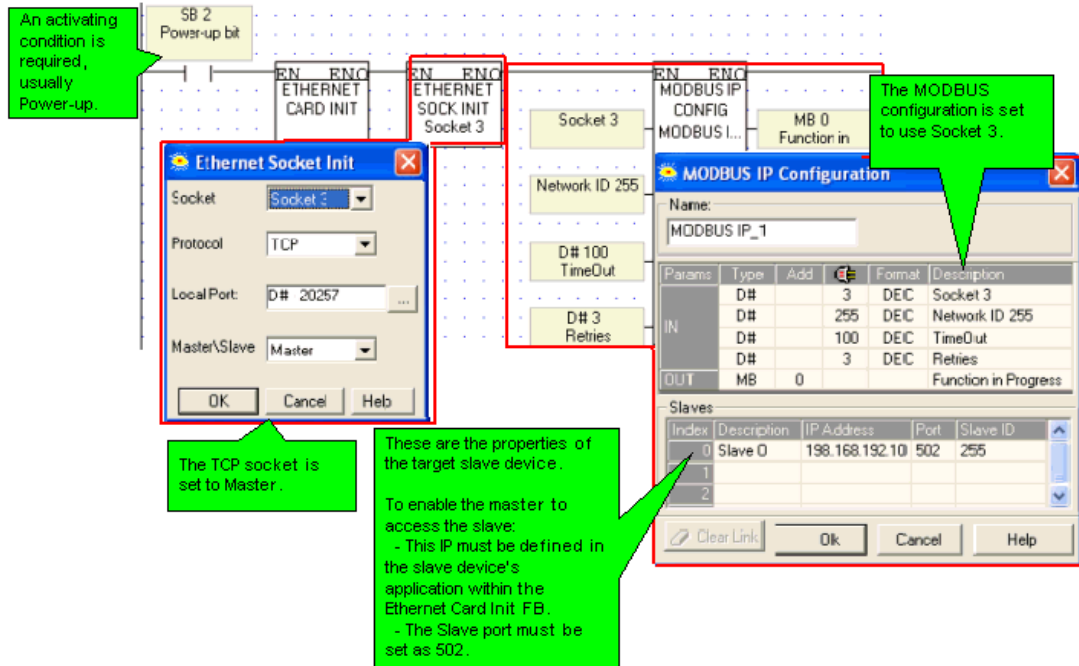 An activating
condition is
required,
usually
Power-up.
SB 2
Power-up bit
EN ENO
ETHERNET
CARD INIT
EN ENO
ETHERNET
SOCK INIT
Socket 3
EN ENO
MODBUS IP
CONFIG
MODBUS I...
Socket 3
Network ID 255
D# 100
TimeOut
D# 3
Retries
MB 0
Function in
The MODBUS
configuration is set
to use Socket 3.
Ethernet Socket Init
Socket Socket 3
Protocol TCP
Local Port: D# 20257 ...
Master\Slave Master
OK Cancel Help
The TCP socket is
set to Master.
MODBUS IP Configuration
Name:
MODBUS IP_1
Params Type Add Format Description
IN
D# 3 DEC Socket 3
D# 255 DEC Network ID 255
D# 100 DEC TimeOut
D# 3 DEC Retries
OUT MB 0 Function in Progress
Slaves
Index Description IP Address Port Slave ID
0 Slave 0 198.168.192.10 502 255
1
2
Clear Link Ok Cancel Help
These are the properties of
the target slave device.
To enable the master to
access the slave:
- This IP must be defined in
the slave device's
application within the
Ethernet Card Init FB.
- The Slave port must be
set as 502.